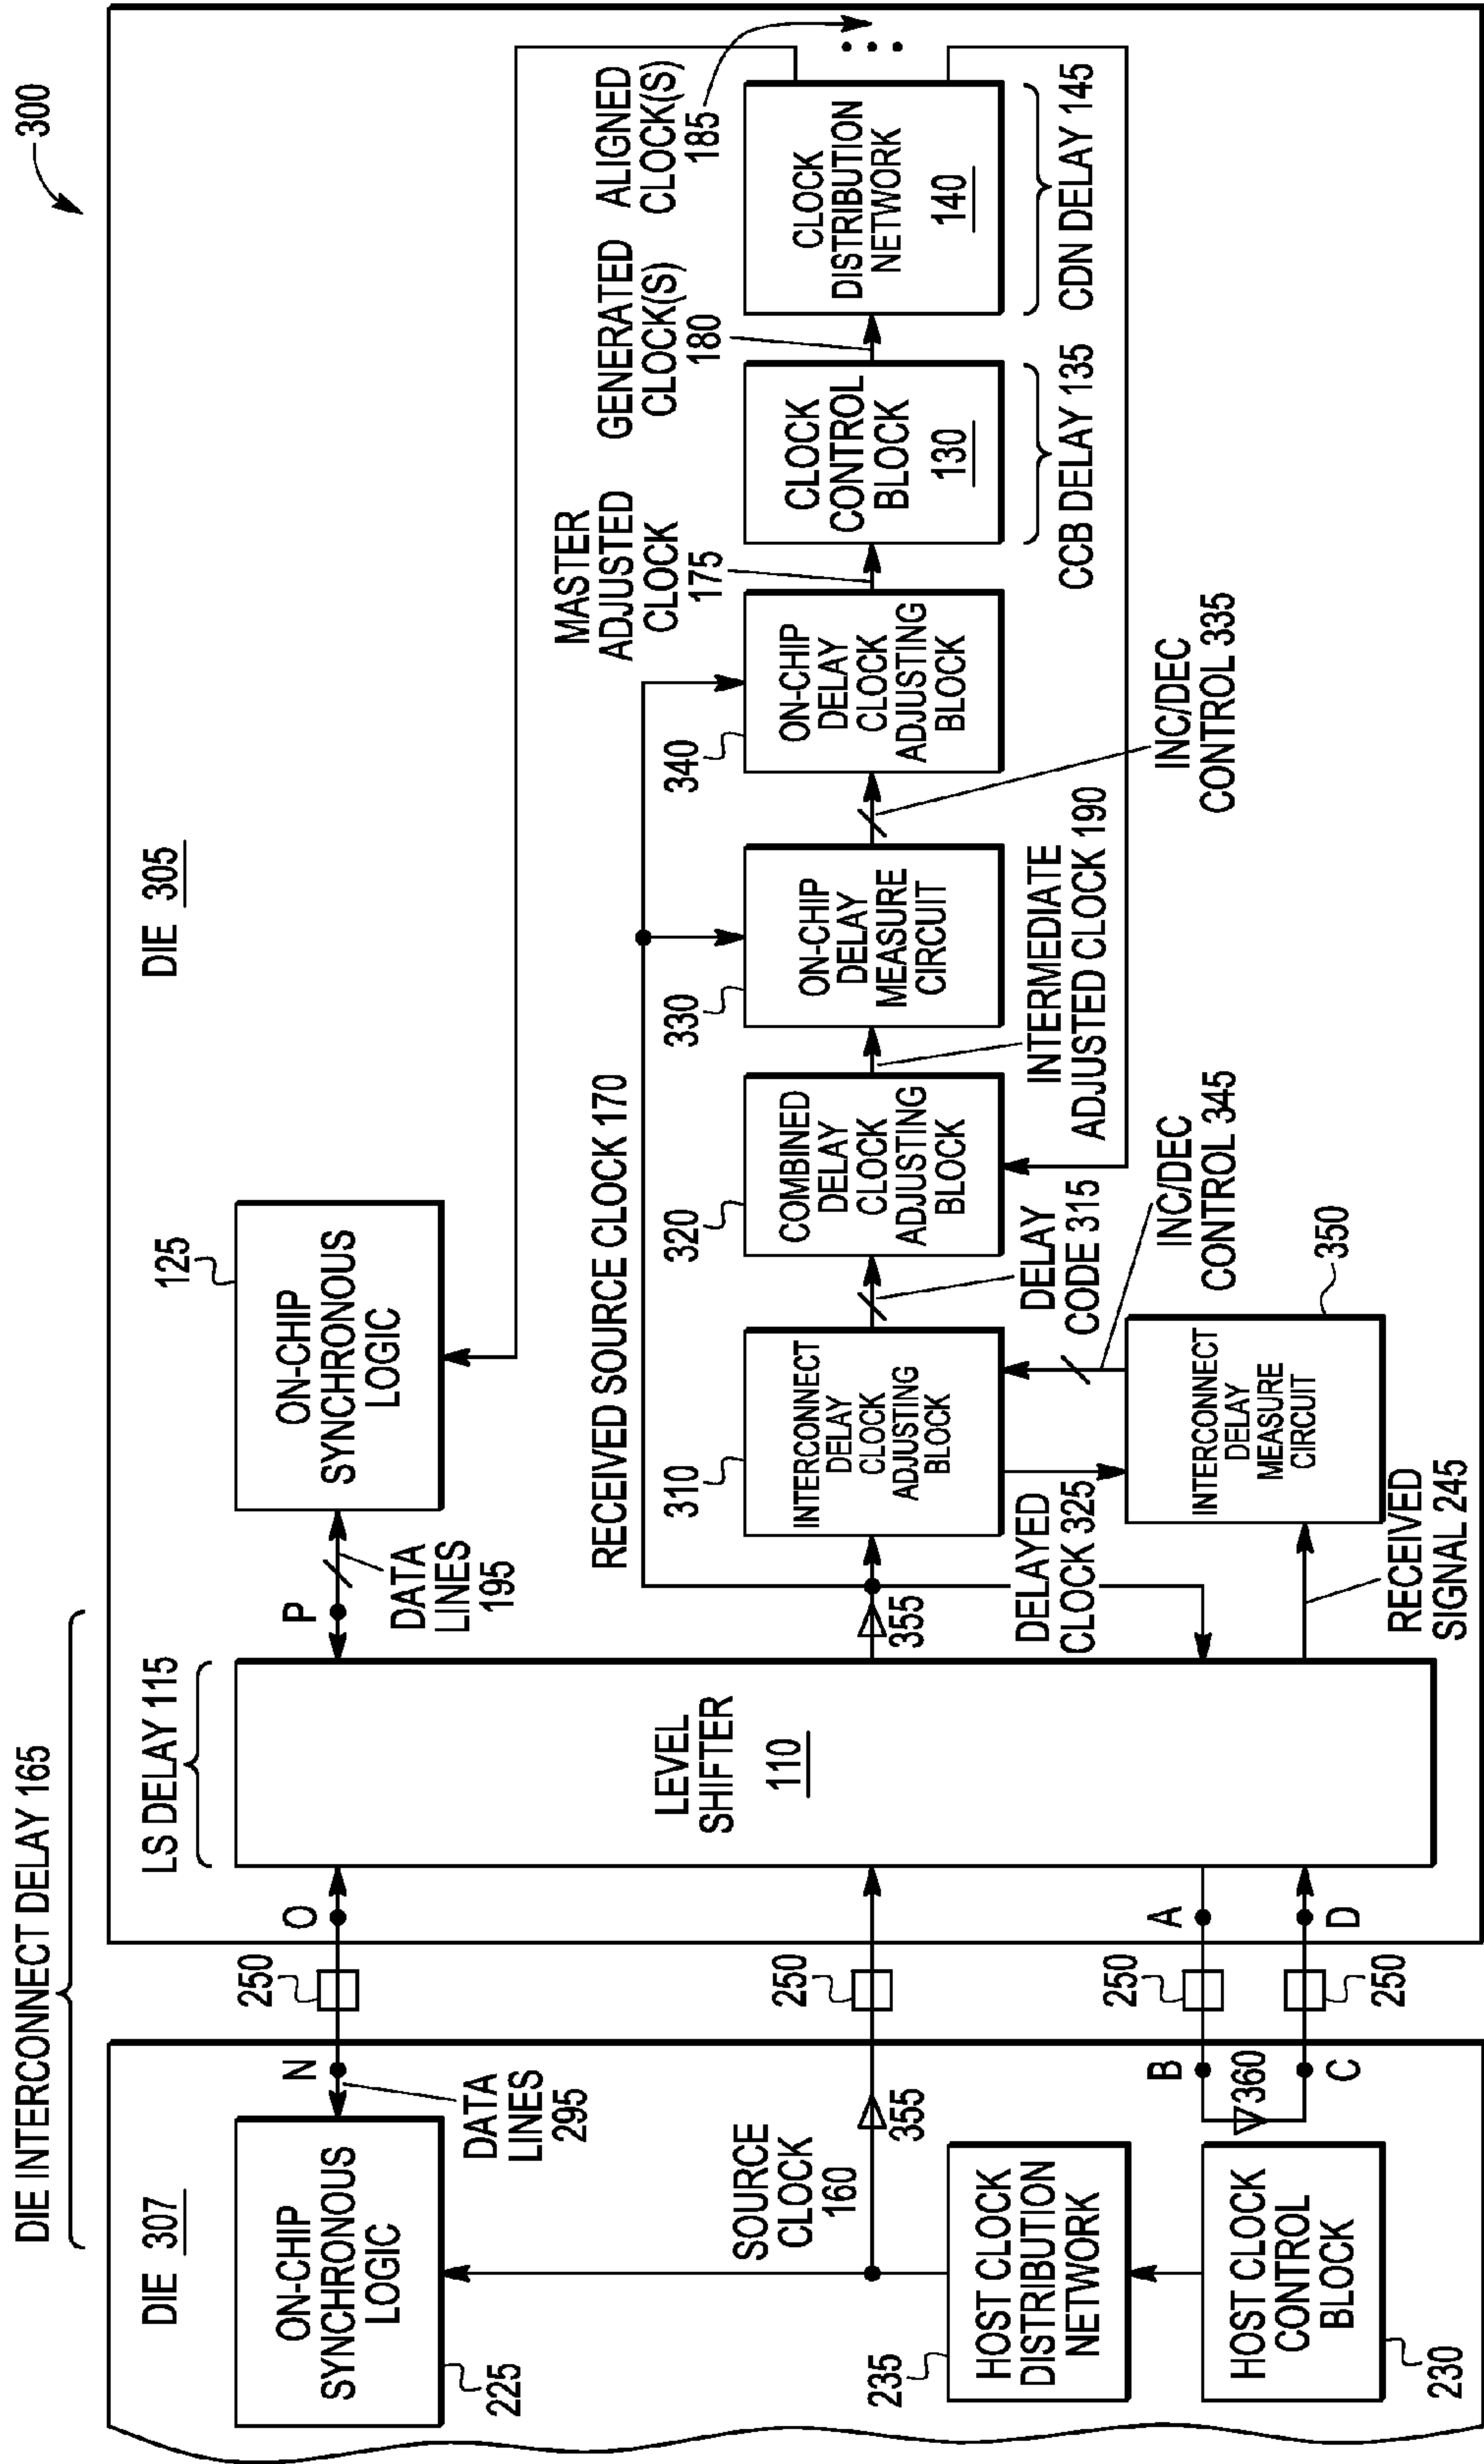 300
DIE INTERCONNECT DELAY 165
DIE 307
LS DELAY 115
DIE 305
ON-CHIP
SYNCHRONOUS
LOGIC
225
N
DATA
LINES
295
250
O
P
DATA
LINES
195
ON-CHIP
SYNCHRONOUS
LOGIC
125
LEVEL
SHIFTER
110
SOURCE
CLOCK
160
355
250
355
RECEIVED SOURCE CLOCK 170
HOST CLOCK
DISTRIBUTION
NETWORK
235
HOST CLOCK
CONTROL
BLOCK
230
B
360
C
250
250
A
D
310
INTERCONNECT
DELAY
CLOCK
ADJUSTING
BLOCK
DELAYED
CLOCK 325
RECEIVED
SIGNAL 245
INTERCONNECT
DELAY
MEASURE
CIRCUIT
350
INC/DEC
CONTROL 345
DELAY
CODE 315
320
COMBINED
DELAY
CLOCK
ADJUSTING
BLOCK
INTERMEDIATE
ADJUSTED CLOCK 190
330
ON-CHIP
DELAY
MEASURE
CIRCUIT
INC/DEC
CONTROL 335
340
ON-CHIP
DELAY
CLOCK
ADJUSTING
BLOCK
MASTER
ADJUSTED
CLOCK
175
CLOCK
CONTROL
BLOCK
130
CCB DELAY 135
GENERATED
CLOCK(S)
180
CLOCK
DISTRIBUTION
NETWORK
140
CDN DELAY 145
ALIGNED
CLOCK(S)
185